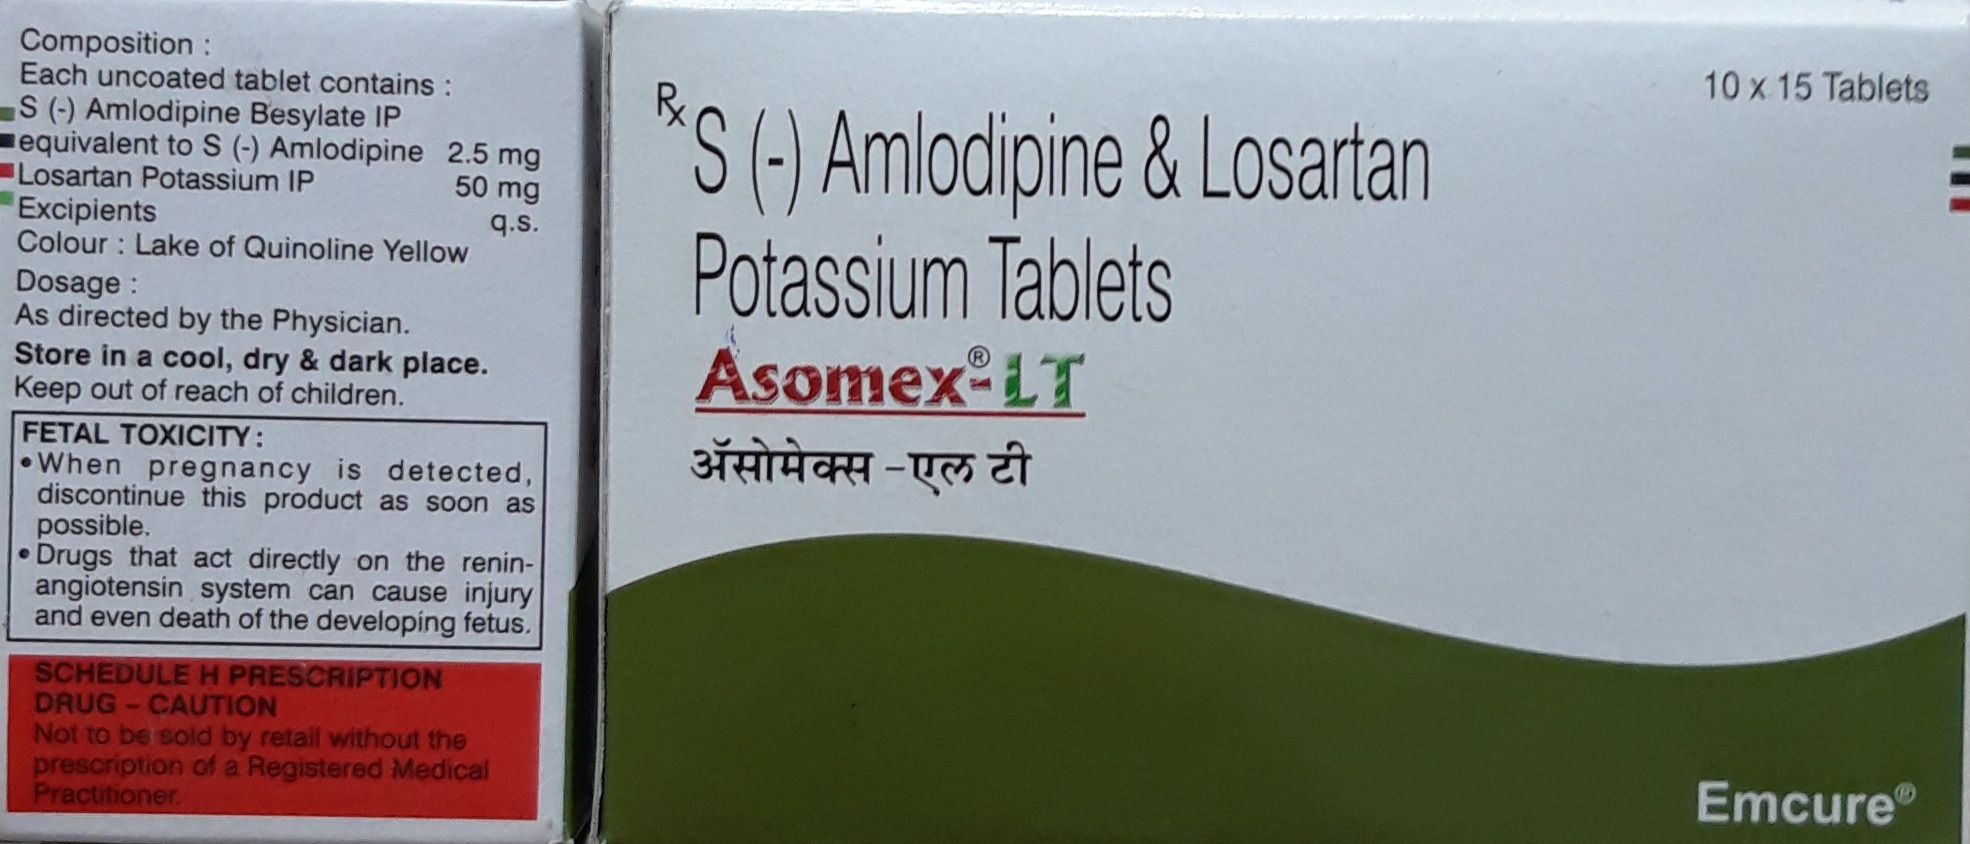 Composition :
Each uncoated tablet contains :
S (-) Amlodipine Besylate IP
equivalent to S (-) Amlodipine 2.5 mg
Losartan Potassium IP 50 mg
Excipients q.s.
Colour : Lake of Quinoline Yellow
Dosage :
As directed by the Physician.
Store in a cool, dry & dark place.
Keep out of reach of children.
FETAL TOXICITY :
• When pregnancy is detected,
discontinue this product as soon as
possible.
• Drugs that act directly on the renin-
angiotensin system can cause injury
and even death of the developing fetus.
SCHEDULE H PRESCRIPTION
DRUG – CAUTION
Not to be sold by retail without the
prescription of a Registered Medical
Practitioner.
10 x 15 Tablets
Rx S (-) Amlodipine & Losartan
Potassium Tablets
Asomex®-LT
ॲसोमेक्स -एल टी
Emcure®